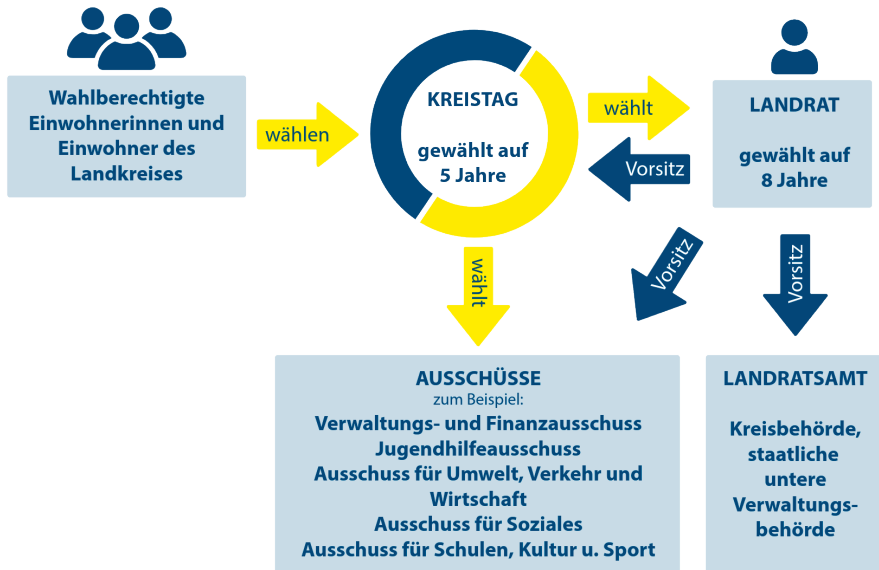 Wahlberechtigte
Einwohnerinnen und
Einwohner des
Landkreises
wählen
KREISTAG
gewählt auf
5 Jahre
wählt
Vorsitz
LANDRAT
gewählt auf
8 Jahre
wählt
Vorsitz
Vorsitz
AUSSCHÜSSE
zum Beispiel:
Verwaltungs- und Finanzausschuss
Jugendhilfeausschuss
Ausschuss für Umwelt, Verkehr und
Wirtschaft
Ausschuss für Soziales
Ausschuss für Schulen, Kultur u. Sport
LANDRATSAMT
Kreisbehörde,
staatliche
untere
Verwaltungs-
behörde